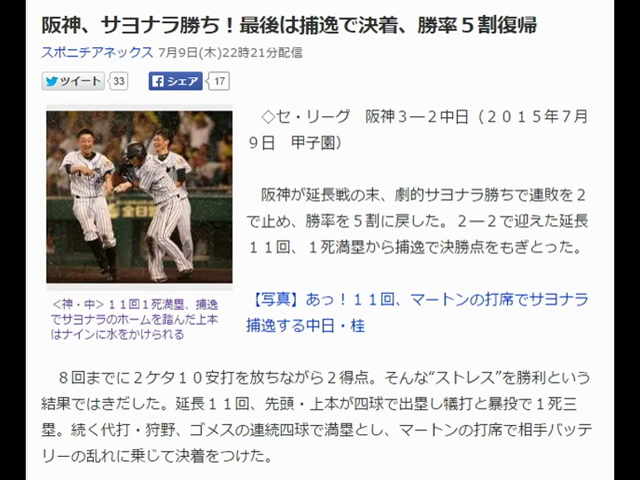 阪神、サヨナラ勝ち！最後は捕逸で決着、勝率５割復帰
スポニチアネックス 7月9日(木)22時21分配信
ツイート 33 シェア 17
◇セ・リーグ　阪神３―２中日（２０１５年７月
９日　甲子園）
阪神が延長戦の末、劇的サヨナラ勝ちで連敗を２
で止め、勝率を５割に戻した。２―２で迎えた延長
１１回、１死満塁から捕逸で決勝点をもぎとった。
＜神・中＞１１回１死満塁、捕逸
でサヨナラのホームを踏んだ上本
はナインに水をかけられる
【写真】あっ！１１回、マートンの打席でサヨナラ
捕逸する中日・桂
８回までに２ケタ１０安打を放ちながら２得点。そんな“ストレス”を勝利という
結果ではきだした。延長１１回、先頭・上本が四球で出塁し犠打と暴投で１死三
塁。続く代打・狩野、ゴメスの連続四球で満塁とし、マートンの打席で相手バッテ
リーの乱れに乗じて決着をつけた。